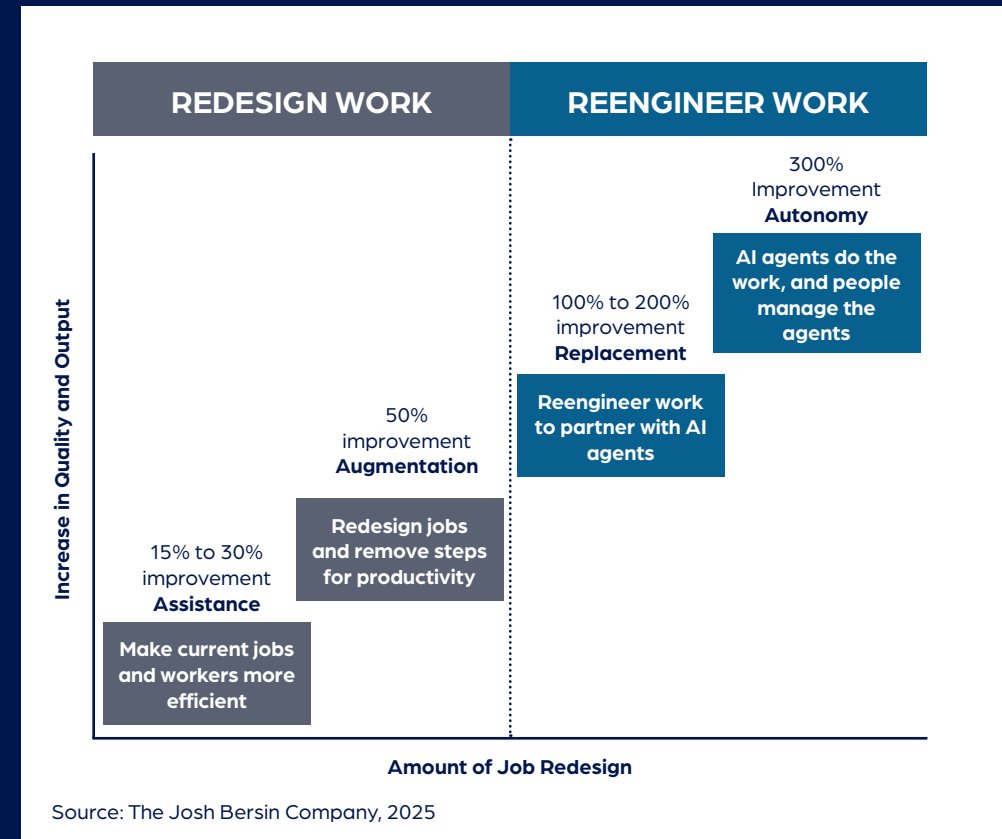 REDESIGN WORK
REENGINEER WORK
300%
Improvement
Autonomy
AI agents do the
work, and people
manage the
agents
100% to 200%
improvement
Replacement
Reengineer work
to partner with AI
agents
50%
improvement
Augmentation
Redesign jobs
and remove steps
for productivity
15% to 30%
improvement
Assistance
Make current jobs
and workers more
efficient
Increase in Quality and Output
Amount of Job Redesign
Source: The Josh Bersin Company, 2025